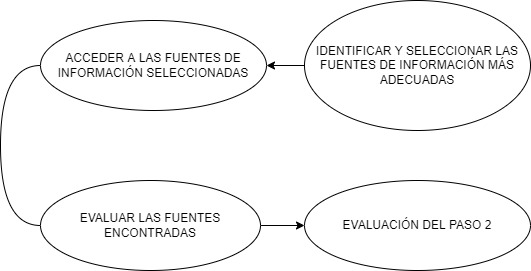 ACCEDER A LAS FUENTES DE
INFORMACIÓN SELECCIONADAS
IDENTIFICAR Y SELECCIONAR LAS
FUENTES DE INFORMACIÓN MÁS
ADECUADAS
EVALUAR LAS FUENTES
ENCONTRADAS
EVALUACIÓN DEL PASO 2